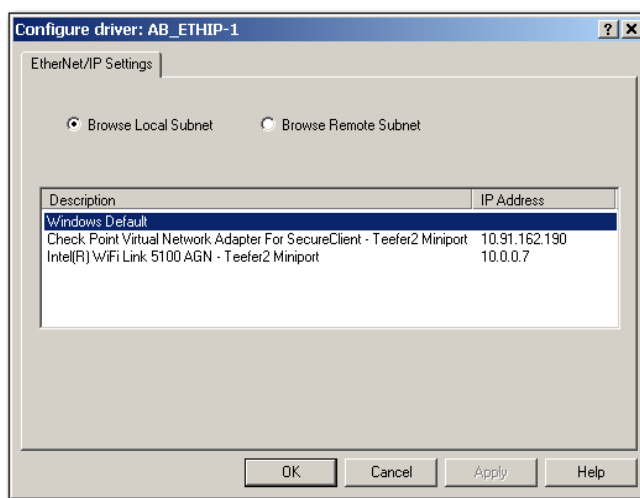 Configure driver: AB_ETHIP-1
EtherNet/IP Settings
Browse Local Subnet Browse Remote Subnet
Description IP Address
Windows Default
Check Point Virtual Network Adapter For SecureClient - Teefer2 Miniport 10.91.162.190
Intel(R) WiFi Link 5100 AGN - Teefer2 Miniport 10.0.0.7
OK Cancel Apply Help